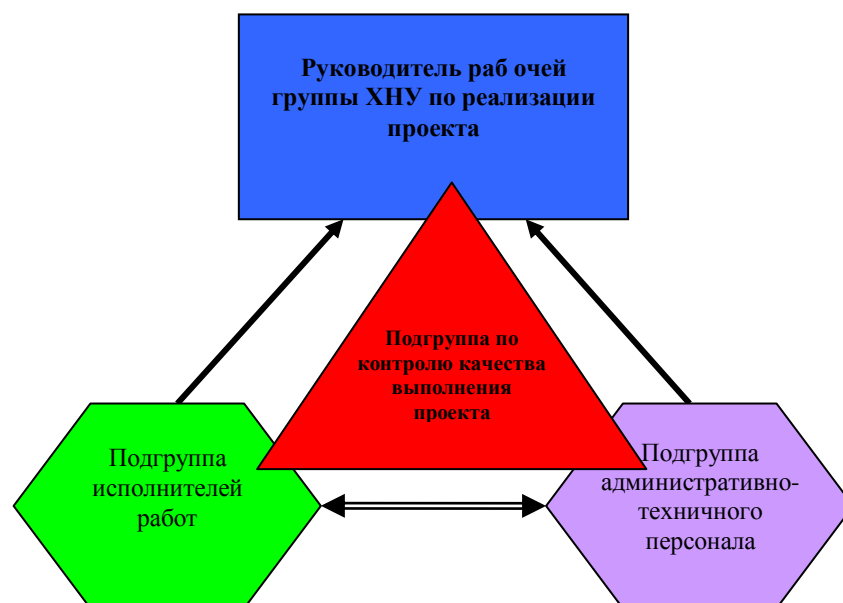 Руководитель раб очей
группы ХНУ по реализации
проекта
Подгруппа по
контролю качества
выполнения
проекта
Подгруппа
исполнителей
работ
Подгруппа
административно-
техничного
персонала